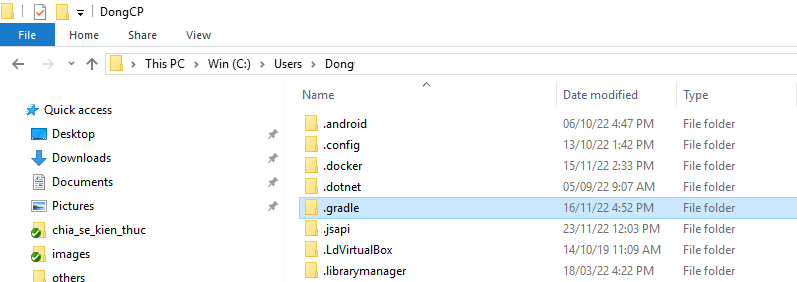 DongCP
File Home Share View
This PC Win (C:) Users Dong
Name Date modified Type
Quick access
Desktop
Downloads
Documents
Pictures
chia_se_kien_thuc
images
others
.android 06/10/22 4:47 PM File folder
.config 13/10/22 1:42 PM File folder
.docker 15/11/22 2:33 PM File folder
.dotnet 05/09/22 9:07 AM File folder
.gradle 16/11/22 4:52 PM File folder
.jsapi 23/11/22 12:03 PM File folder
.LdVirtualBox 14/10/19 11:09 AM File folder
.librarymanager 18/03/22 4:22 PM File folder